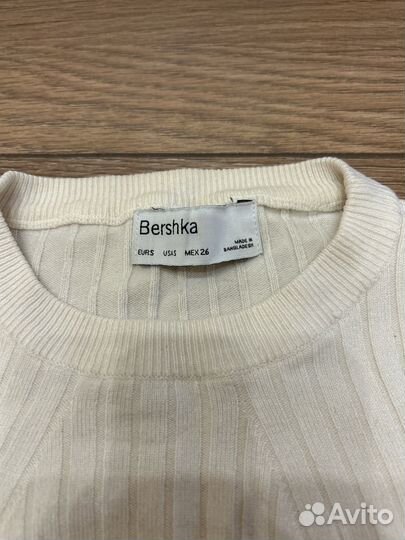 Bershka
EUR S USA S MEX 26
MADE IN
BANGLADESH
Avito